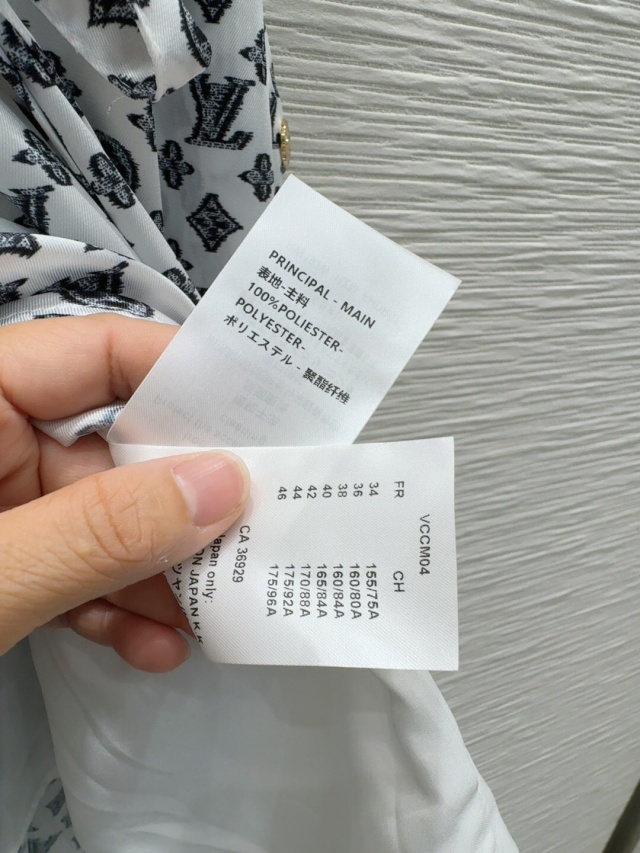 PRINCIPAL - MAIN
表地-主料
100%POLIESTER-
POLYESTER-
ポリエステル - 聚酯纤维
VCCM04
FR CH
34 155/75A
36 160/80A
38 160/84A
40 165/84A
42 170/88A
44 175/92A
46 175/96A
CA 36929
apan only:
ON JAPAN K.K